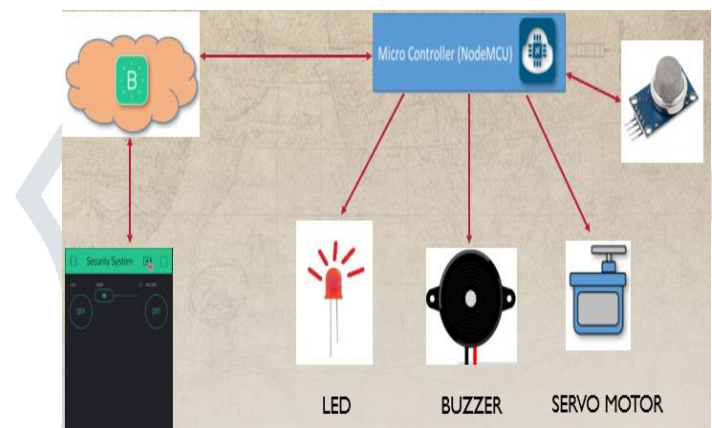 B
Micro Controller (NodeMCU)
Security System
OFF
OFF
LED
BUZZER
SERVO MOTOR